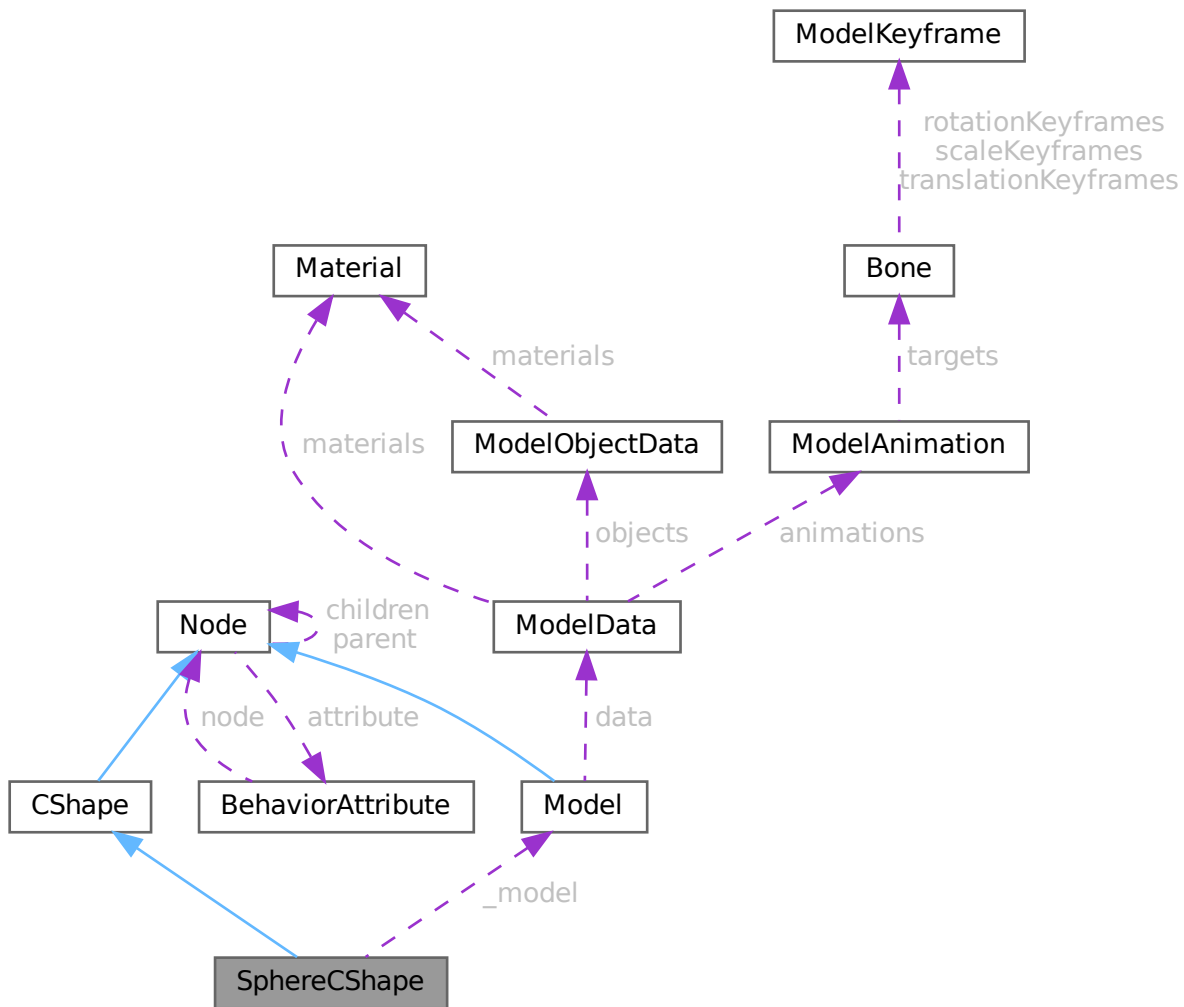 ModelKeyframe
rotationKeyframes
scaleKeyframes
translationKeyframes
Material
Bone
materials
targets
materials
ModelObjectData
ModelAnimation
objects
animations
Node
children
parent
ModelData
node
attribute
data
CShape
BehaviorAttribute
Model
_model
SphereCShape